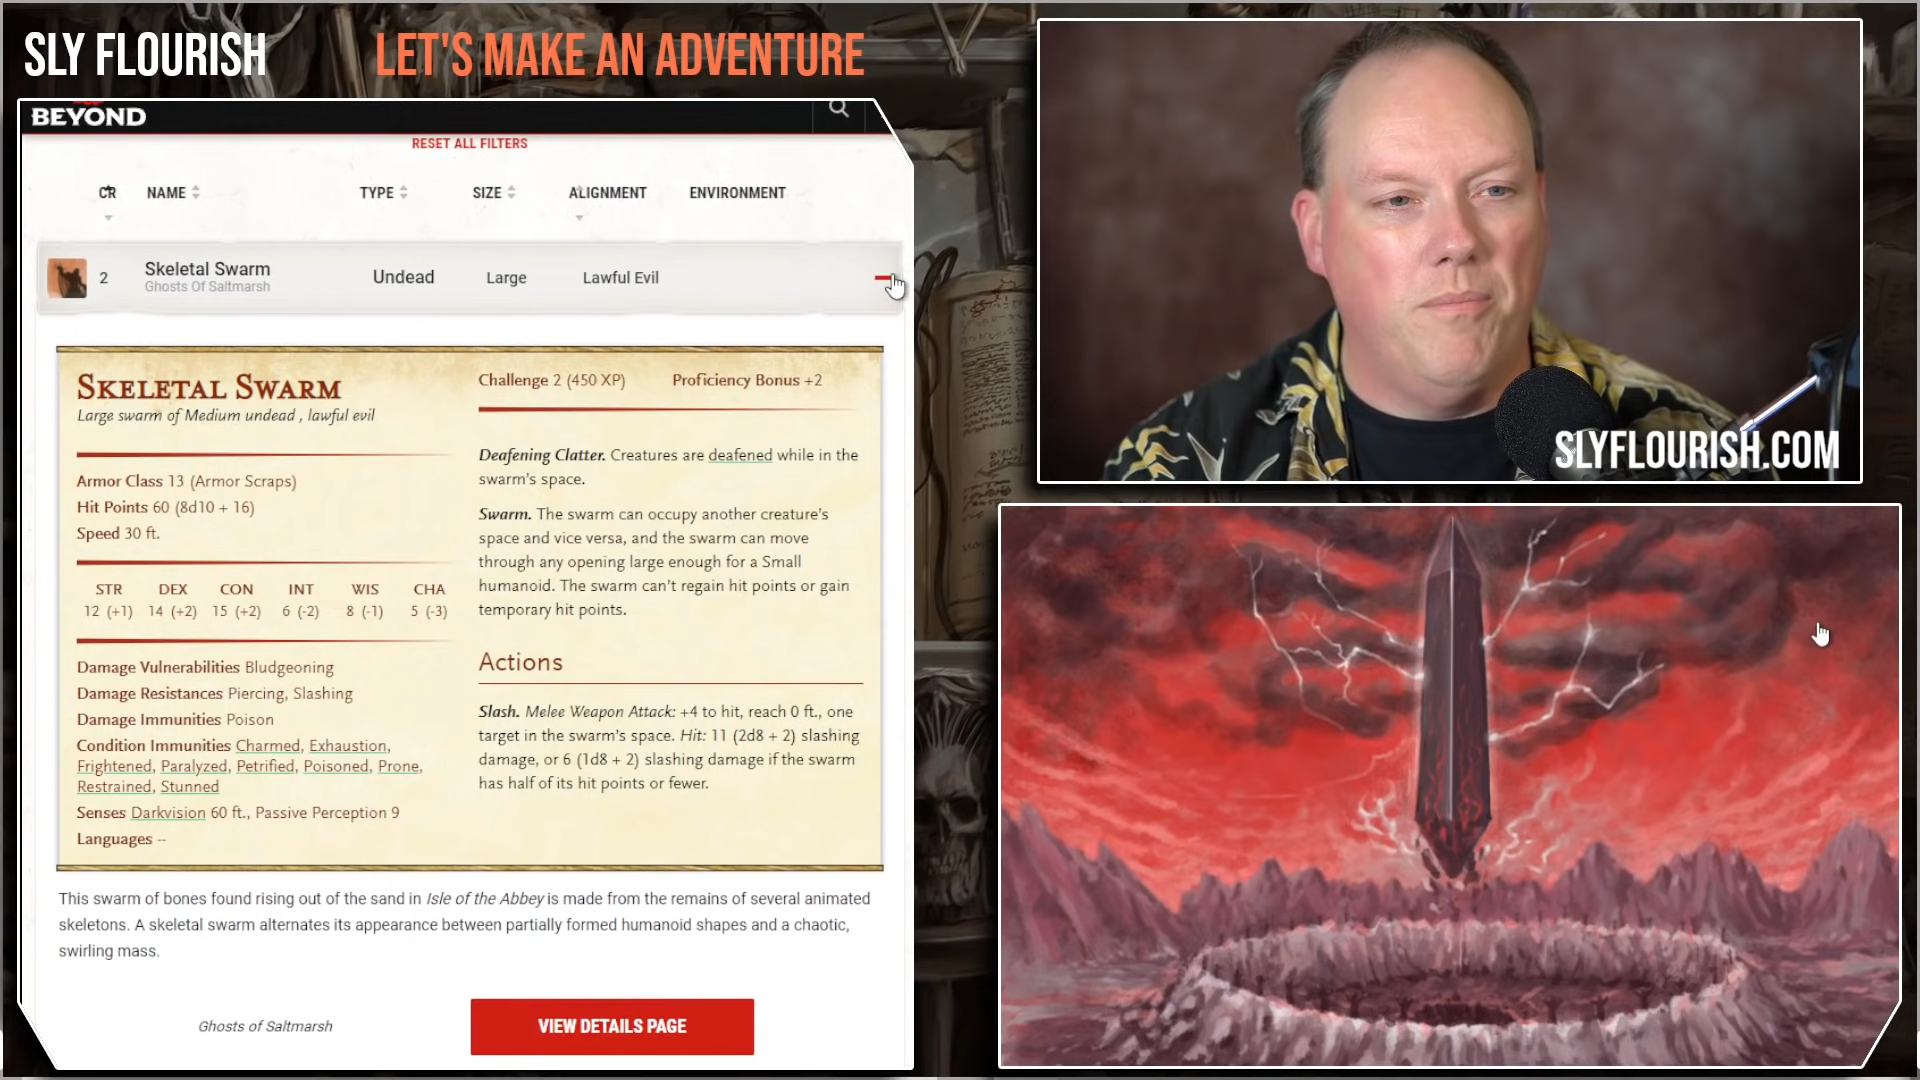 SLY FLOURISH
LET'S MAKE AN ADVENTURE
BEYOND
RESET ALL FILTERS
CR NAME TYPE SIZE ALIGNMENT ENVIRONMENT
2 Skeletal Swarm Undead Large Lawful Evil
Ghosts Of Saltmarsh
Skeletal Swarm
Large swarm of Medium undead , lawful evil
Armor Class 13 (Armor Scraps)
Hit Points 60 (8d10 + 16)
Speed 30 ft.
STR DEX CON INT WIS CHA
12 (+1) 14 (+2) 15 (+2) 6 (-2) 8 (-1) 5 (-3)
Damage Vulnerabilities Bludgeoning
Damage Resistances Piercing, Slashing
Damage Immunities Poison
Condition Immunities Charmed, Exhaustion,
Frightened, Paralyzed, Petrified, Poisoned, Prone,
Restrained, Stunned
Senses Darkvision 60 ft., Passive Perception 9
Languages --
Challenge 2 (450 XP) Proficiency Bonus +2
Deafening Clatter. Creatures are deafened while in the
swarm's space.
Swarm. The swarm can occupy another creature's
space and vice versa, and the swarm can move
through any opening large enough for a Small
humanoid. The swarm can't regain hit points or gain
temporary hit points.
Actions
Slash. Melee Weapon Attack: +4 to hit, reach 0 ft., one
target in the swarm's space. Hit: 11 (2d8 + 2) slashing
damage, or 6 (1d8 + 2) slashing damage if the swarm
has half of its hit points or fewer.
This swarm of bones found rising out of the sand in Isle of the Abbey is made from the remains of several animated
skeletons. A skeletal swarm alternates its appearance between partially formed humanoid shapes and a chaotic,
swirling mass.
Ghosts of Saltmarsh
VIEW DETAILS PAGE
SLYFLOURISH.COM